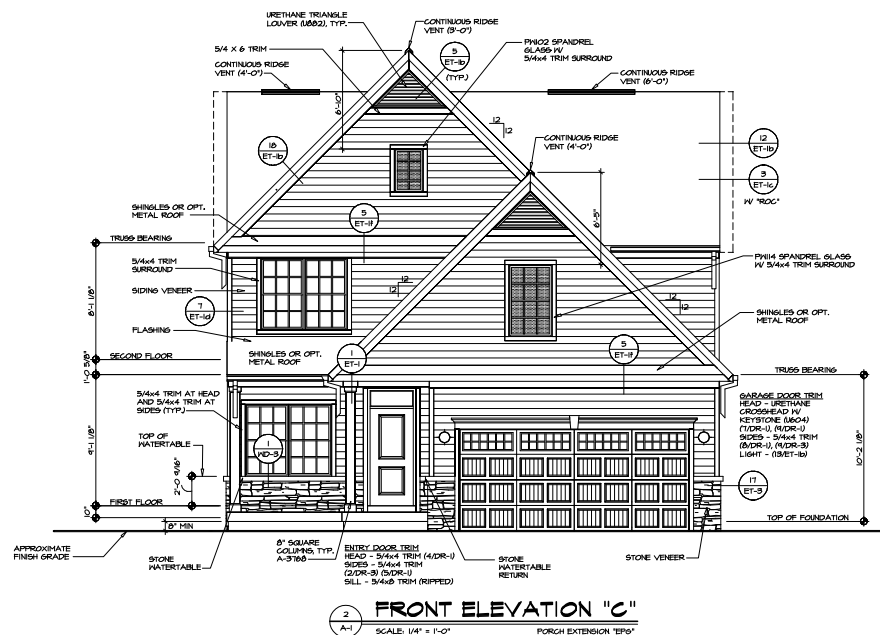 URETHANE TRIANGLE
LOUVER (U882), TYP.
CONTINUOUS RIDGE
VENT (3'-0")
5/4 X 6 TRIM
5
ET-1b
(TYP.)
PW102 SPANDREL
GLASS W/
5/4x4 TRIM SURROUND
CONTINUOUS RIDGE
VENT (4'-0")
CONTINUOUS RIDGE
VENT (6'-0")
6'-10"
12
12
CONTINUOUS RIDGE
VENT (4'-0")
12
ET-1b
18
ET-1b
3
ET-1c
W/ "ROC"
SHINGLES OR OPT.
METAL ROOF
5
ET-1f
6'-5"
TRUSS BEARING
5/4x4 TRIM
SURROUND
PW114 SPANDREL GLASS
W/ 5/4x4 TRIM SURROUND
SIDING VENEER
12
12
12
12
8'-1 1/8"
7
ET-1d
SHINGLES OR OPT.
METAL ROOF
FLASHING
SECOND FLOOR
SHINGLES OR OPT.
METAL ROOF
1
ET-1
5
ET-1f
1'-0 5/8"
TRUSS BEARING
5/4x4 TRIM AT HEAD
AND 5/4x4 TRIM AT
SIDES (TYP.)
GARAGE DOOR TRIM
HEAD - URETHANE
CROSSHEAD W/
KEYSTONE (U604)
(7/DR-1), (9/DR-1)
SIDES - 5/4x4 TRIM
(8/DR-1), (9/DR-3)
LIGHT - (13/ET-1b)
9'-1 1/8"
TOP OF
WATERTABLE
1
WD-3
10'-2 1/8"
2'-0 9/16"
17
ET-3
FIRST FLOOR
10"
8" MIN
TOP OF FOUNDATION
APPROXIMATE
FINISH GRADE
STONE
WATERTABLE
8" SQUARE
COLUMNS, TYP.
A-3768
ENTRY DOOR TRIM
HEAD - 5/4x4 TRIM (4/DR-1)
SIDES - 5/4x4 TRIM
(2/DR-3) (5/DR-1)
SILL - 5/4x8 TRIM (RIPPED)
STONE
WATERTABLE
RETURN
STONE VENEER
2
A-1
FRONT ELEVATION "C"
SCALE: 1/4" = 1'-0"
PORCH EXTENSION "EPG"